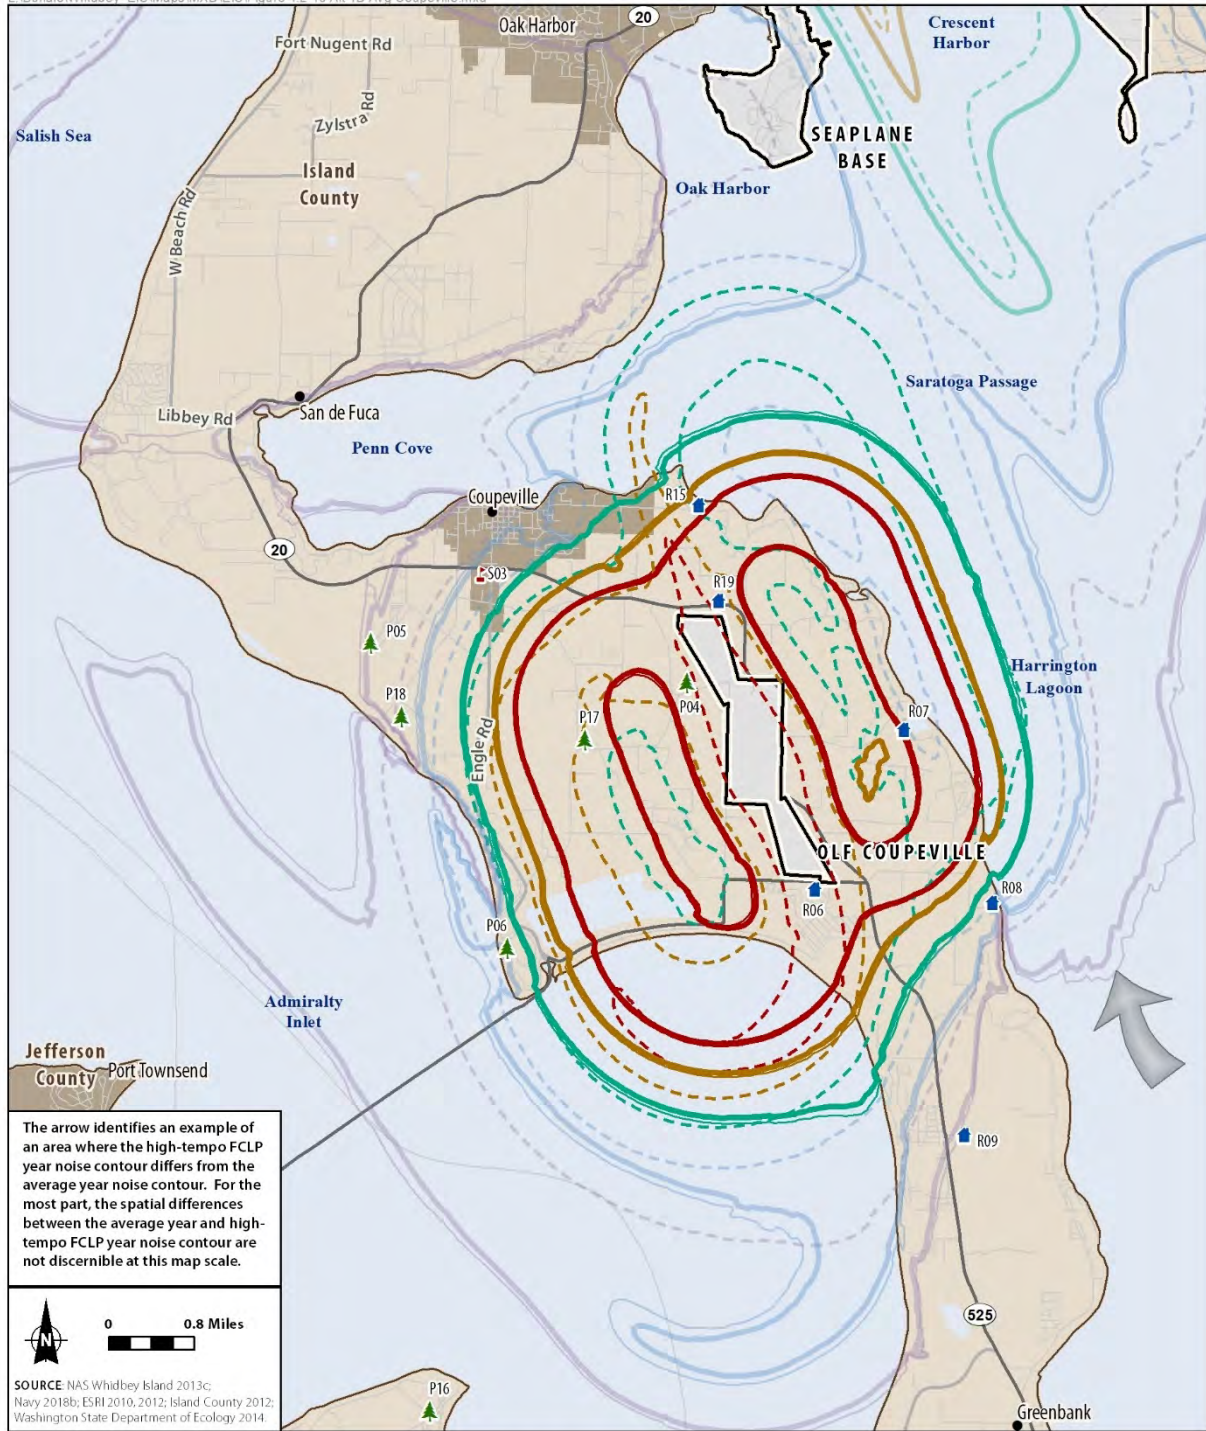 Oak Harbor
20
Crescent
Harbor
Fort Nugent Rd
Zylstra Rd
Salish Sea
SEAPLANE
BASE
Island
County
Oak Harbor
W Beach Rd
Saratoga Passage
San de Fuca
Libbey Rd
Penn Cove
Coupeville
R15
20
S03
R19
P05
Harrington
Lagoon
P18
P04
P17
R07
Engle Rd
OLF COUPEVILLE
R08
R06
P06
Admiralty
Inlet
Jefferson
County
Port Townsend
R09
The arrow identifies an example of
an area where the high-tempo FCLP
year noise contour differs from the
average year noise contour. For the
most part, the spatial differences
between the average year and high-
tempo FCLP year noise contour are
not discernible at this map scale.
N
0 0.8 Miles
525
SOURCE: NAS Whidbey Island 2013c;
Navy 2018b; ESRI 2010, 2012; Island County 2012;
Washington State Department of Ecology 2014.
P16
Greenbank